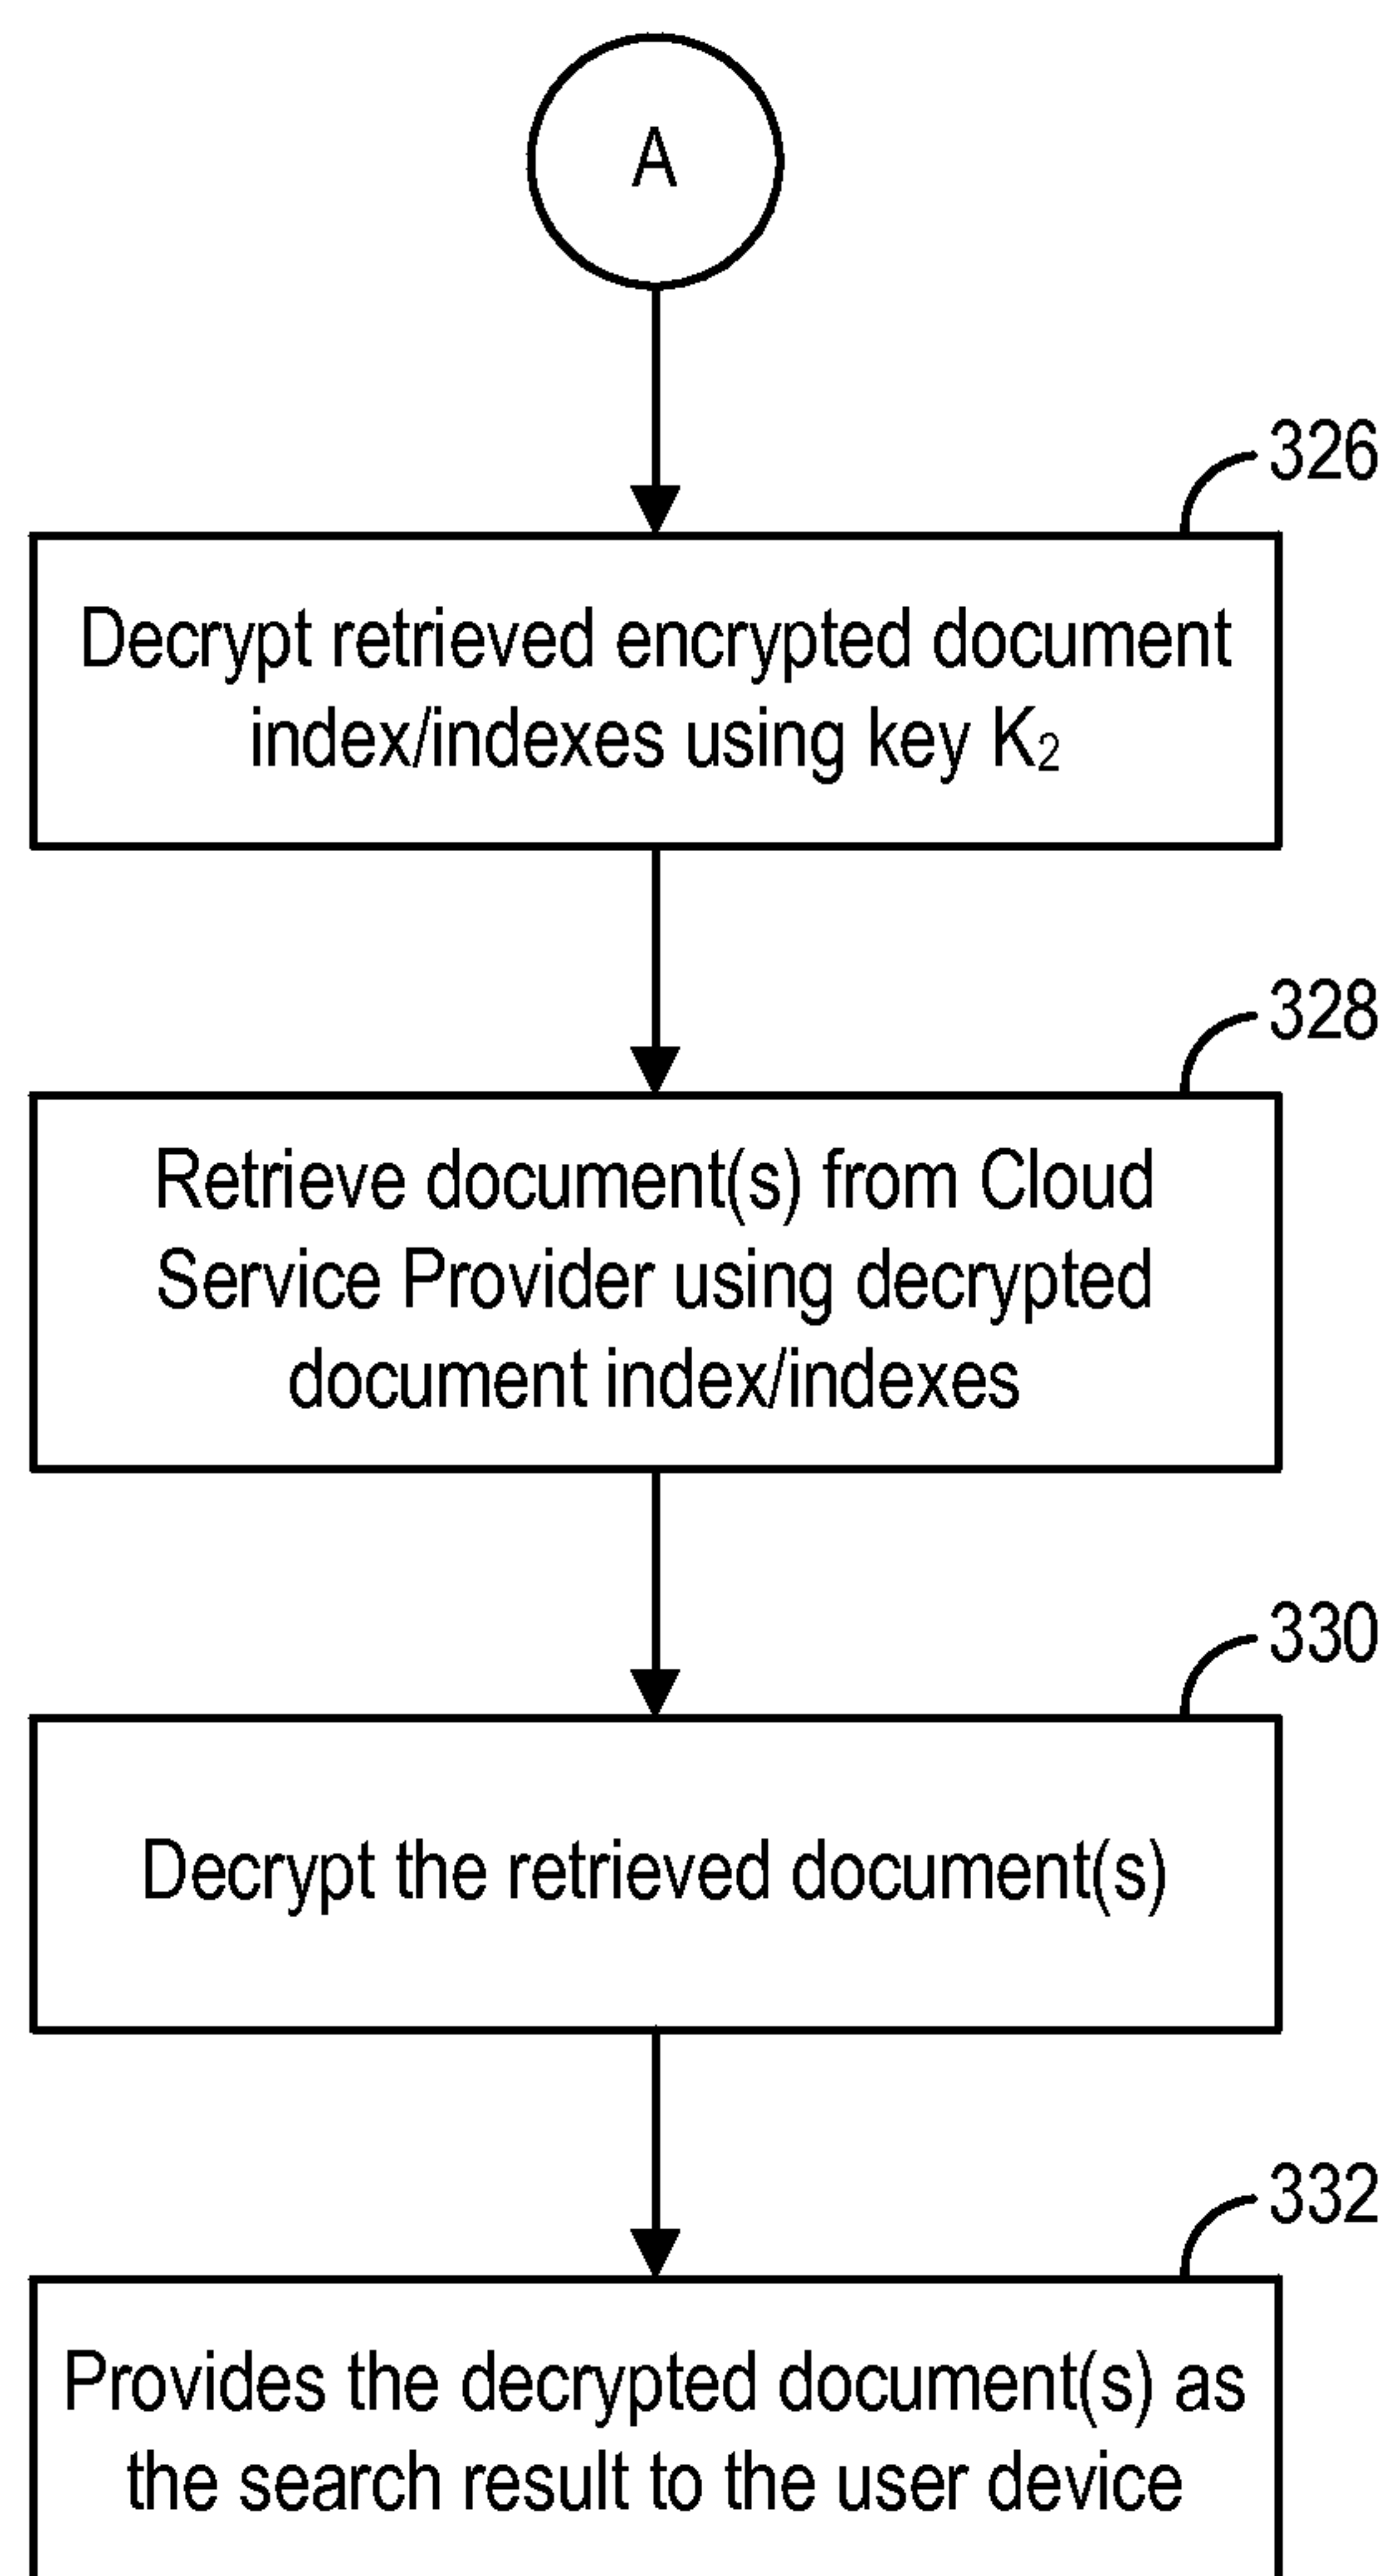 A
326
Decrypt retrieved encrypted document
index/indexes using key K₂
328
Retrieve document(s) from Cloud
Service Provider using decrypted
document index/indexes
330
Decrypt the retrieved document(s)
332
Provides the decrypted document(s) as
the search result to the user device